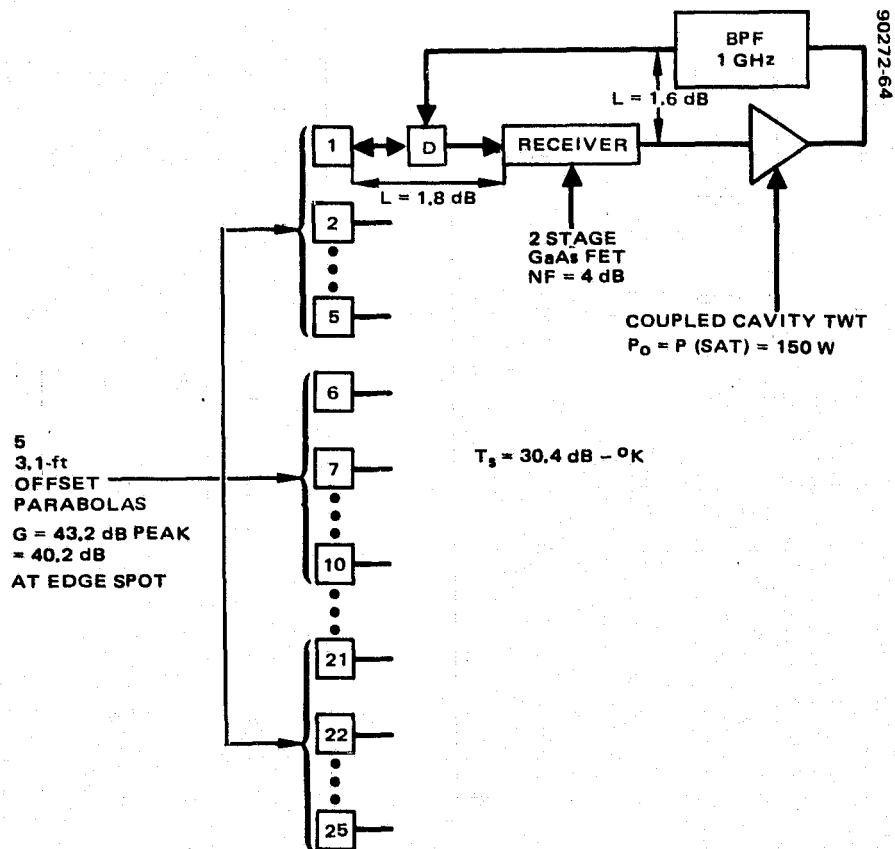 90272-64
BPF
1 GHz
L = 1.6 dB
1
D
RECEIVER
L = 1.8 dB
2
2 STAGE
GaAs FET
NF = 4 dB
5
COUPLED CAVITY TWT
Po = P (SAT) = 150 W
6
5
3.1-ft
OFFSET
PARABOLAS
G = 43.2 dB PEAK
= 40.2 dB
AT EDGE SPOT
7
Ts = 30.4 dB - °K
10
21
22
25